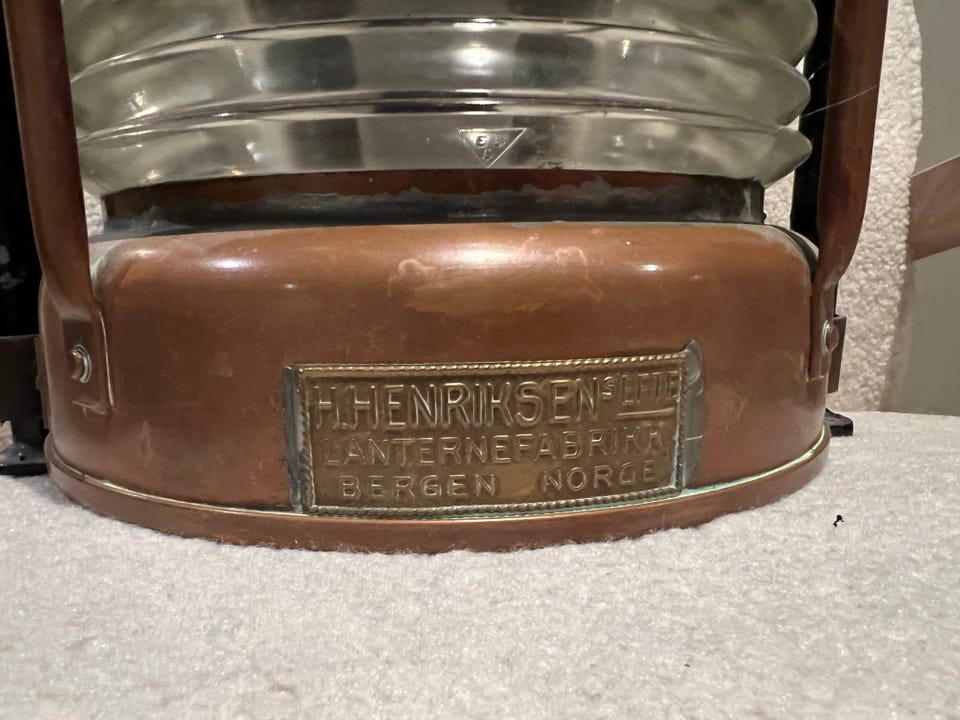 H.HENRIKSENS EFTF
LANTERNEFABRIKK
BERGEN NORGE